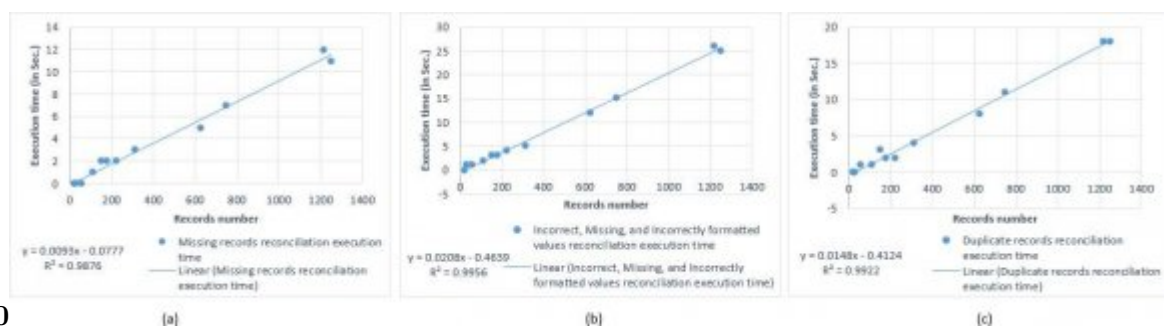 14
12
10
8
6
4
2
0
Execution time (in Sec.)
0 200 400 600 800 1000 1200 1400
Records number
y = 0.0093x - 0.0777
R² = 0.9876
Missing records reconciliation execution
time
Linear (Missing records reconciliation
execution time)
(a)
30
25
20
15
10
5
0
-5
Execution time (in Sec.)
0 200 400 600 800 1000 1200 1400
Records number
y = 0.0208x - 0.4639
R² = 0.9956
Incorrect, Missing, and Incorrectly formatted
values reconciliation execution time
Linear (Incorrect, Missing, and Incorrectly
formatted values reconciliation execution time)
(b)
20
15
10
5
0
-5
Execution time (in Sec.)
0 200 400 600 800 1000 1200 1400
Records number
y = 0.0148x - 0.4124
R² = 0.9922
Duplicate records reconciliation
execution time
Linear (Duplicate records reconciliation
execution time)
(c)